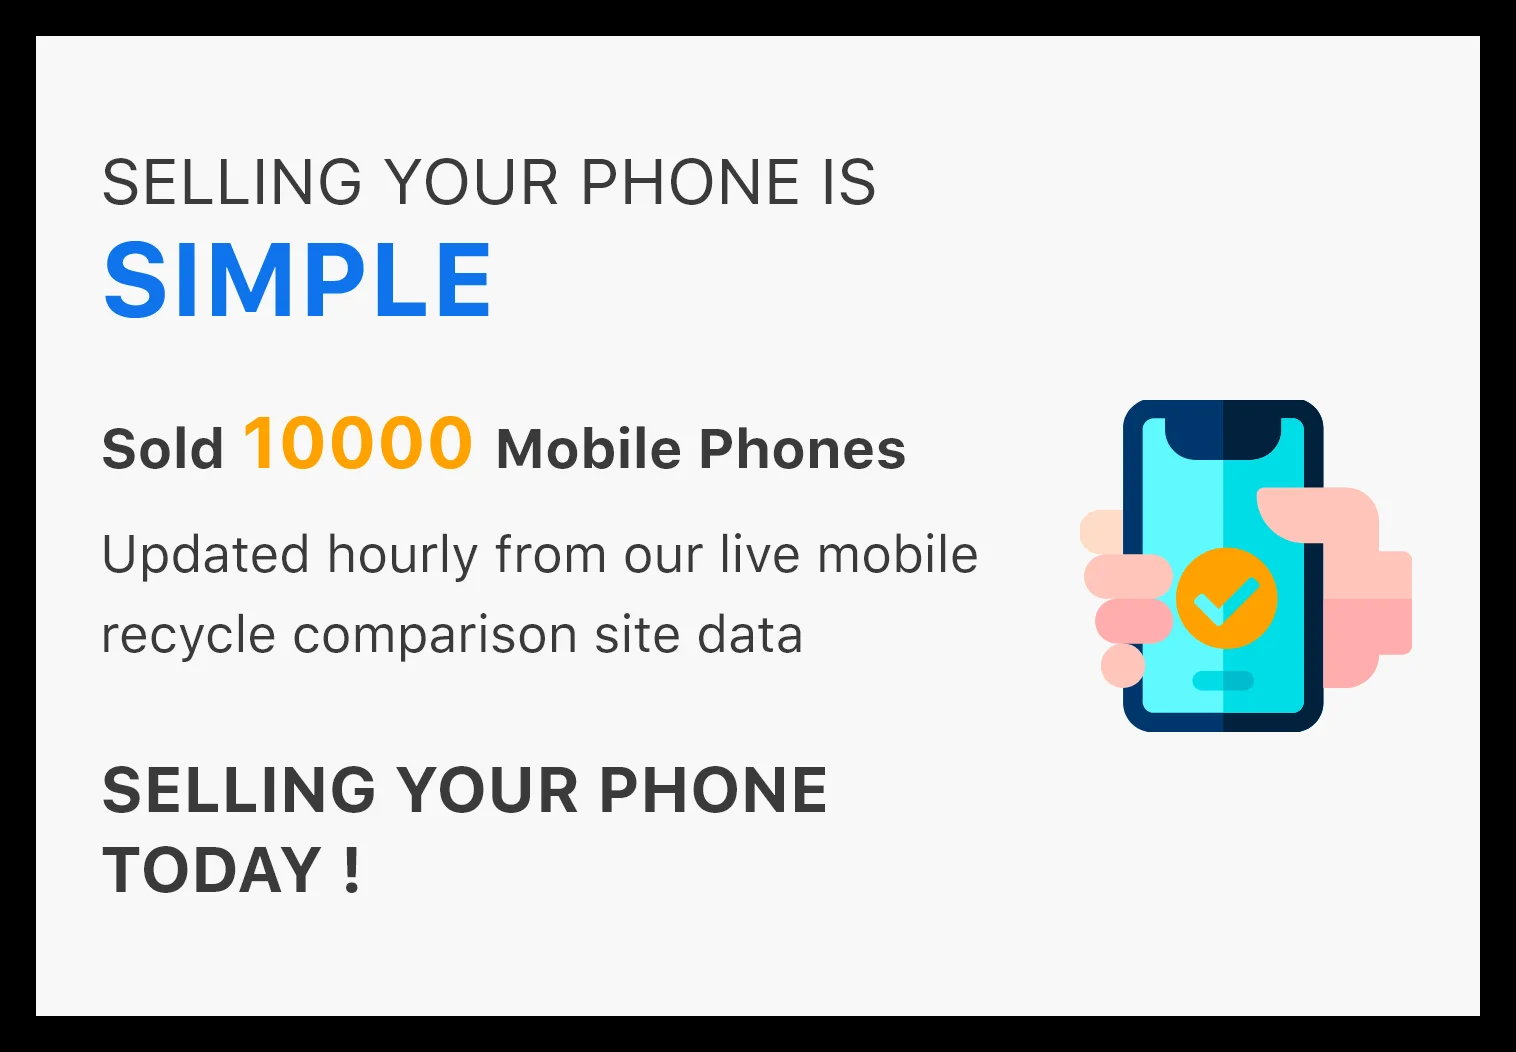 SELLING YOUR PHONE IS
SIMPLE
Sold 10000 Mobile Phones
Updated hourly from our live mobile
recycle comparison site data
SELLING YOUR PHONE
TODAY !